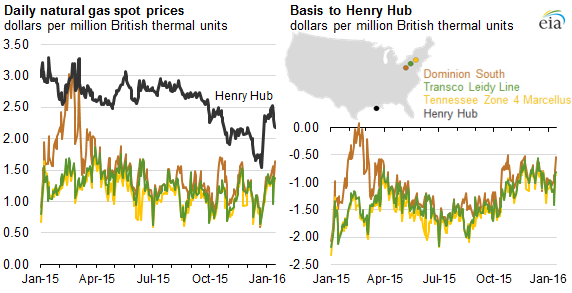 Daily natural gas spot prices
dollars per million British thermal units
3.50
3.00
2.50
2.00
1.50
1.00
0.50
0.00
Henry Hub
Jan-15 Apr-15 Jul-15 Oct-15 Jan-16
Basis to Henry Hub
dollars per million British thermal units
eia
Dominion South
Transco Leidy Line
Tennessee Zone 4 Marcellus
Henry Hub
0.00
-0.50
-1.00
-1.50
-2.00
-2.50
Jan-15 Apr-15 Jul-15 Oct-15 Jan-16